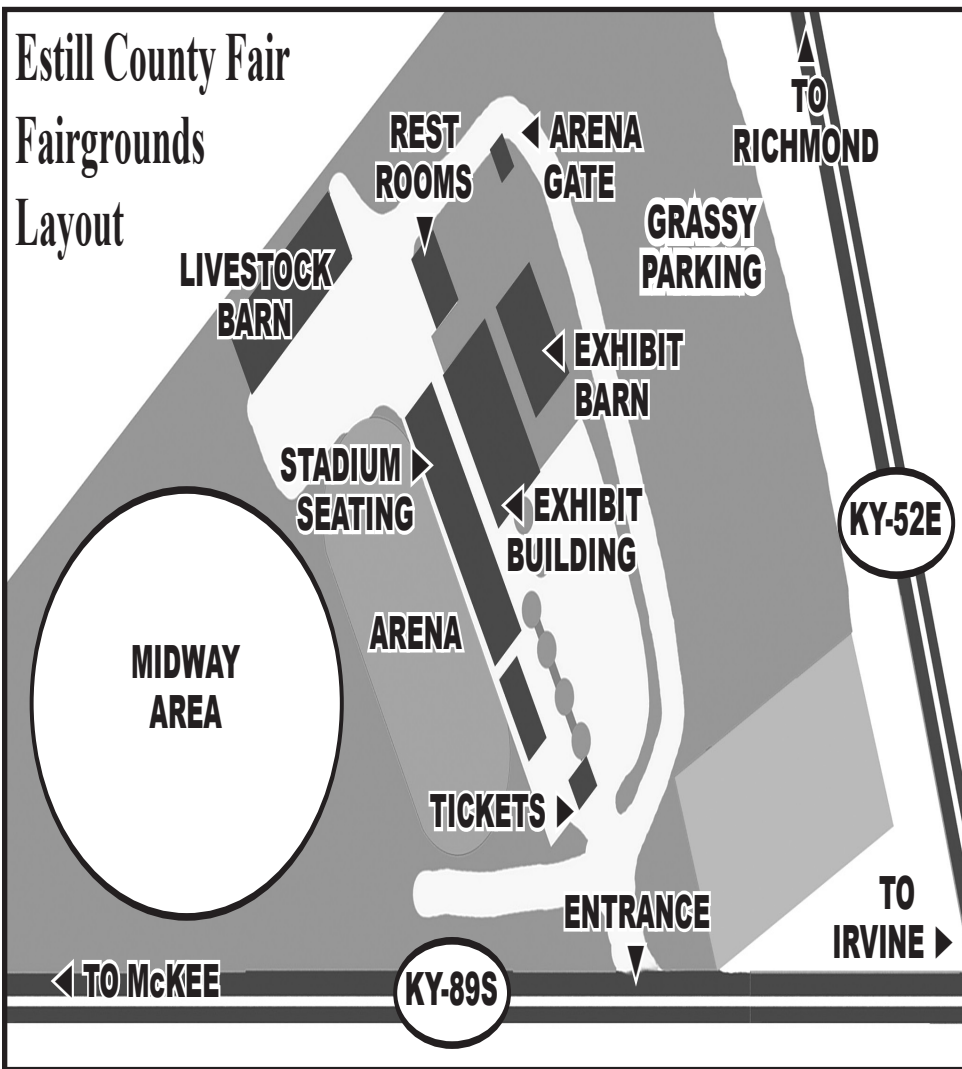 Estill County Fair
Fairgrounds
Layout
TO
RICHMOND
REST
ROOMS
ARENA
GATE
GRASSY
PARKING
LIVESTOCK
BARN
EXHIBIT
BARN
STADIUM
SEATING
EXHIBIT
BUILDING
KY-52E
ARENA
MIDWAY
AREA
TICKETS
ENTRANCE
TO
IRVINE
TO McKEE
KY-89S